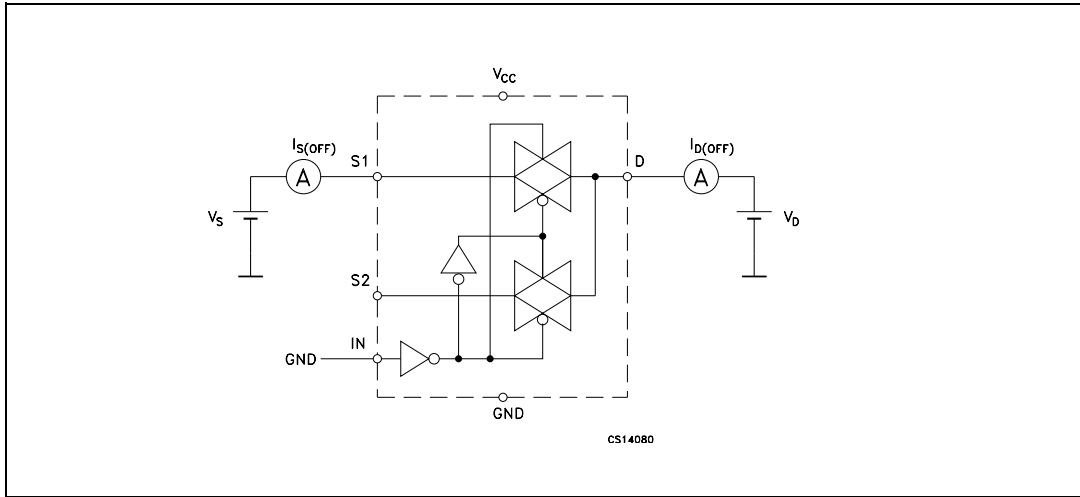 VCC
IS(OFF)
S1
D
ID(OFF)
A
A
VS
VD
S2
IN
GND
GND
CS14080